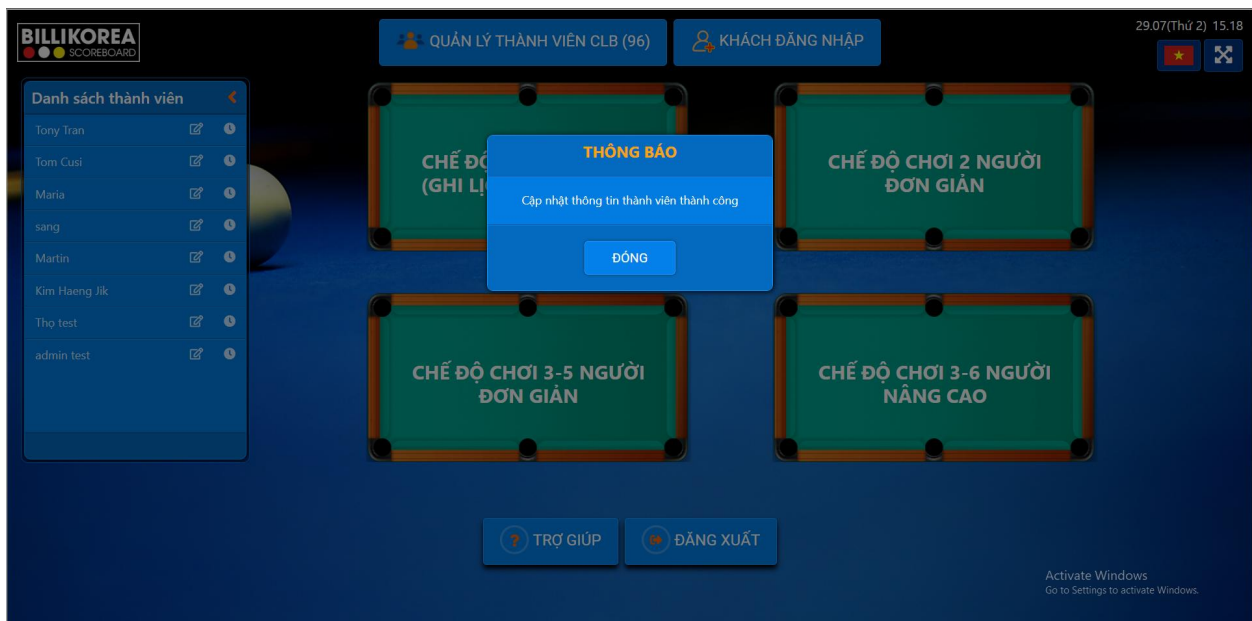 BILLIKOREA
SCOREBOARD
QUẢN LÝ THÀNH VIÊN CLB (96)
KHÁCH ĐĂNG NHẬP
29.07(Thứ 2) 15.18
Danh sách thành viên
Tony Tran
Tom Cusi
Maria
sang
Martin
Kim Haeng Jik
Thọ test
admin test
CHẾ ĐỘ
(GHI
CHẾ ĐỘ CHƠI 2 NGƯỜI
ĐƠN GIẢN
THÔNG BÁO
Cập nhật thông tin thành viên thành công
ĐÓNG
CHẾ ĐỘ CHƠI 3-5 NGƯỜI
ĐƠN GIẢN
CHẾ ĐỘ CHƠI 3-6 NGƯỜI
NÂNG CAO
? TRỢ GIÚP
ĐĂNG XUẤT
Activate Windows
Go to Settings to activate Windows.